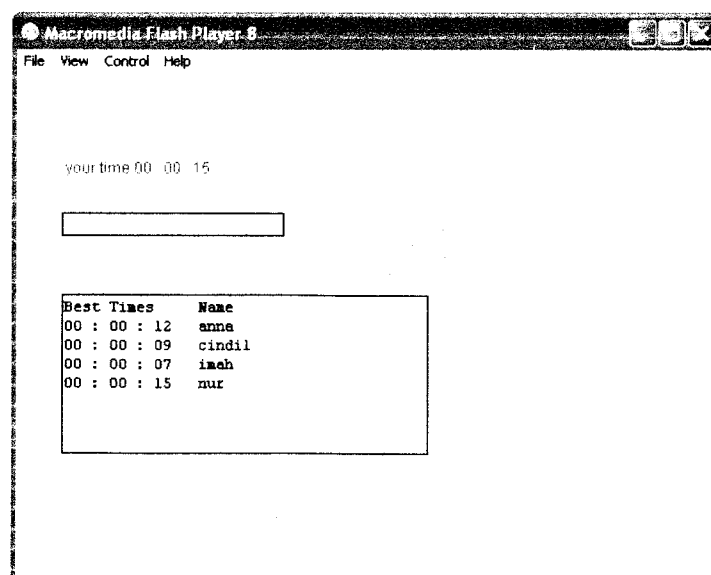 Macromedia Flash Player 8
File View Control Help
your time 00 00 15
Best Times Name
00 : 00 : 12 anna
00 : 00 : 09 cindil
00 : 00 : 07 imah
00 : 00 : 15 nur